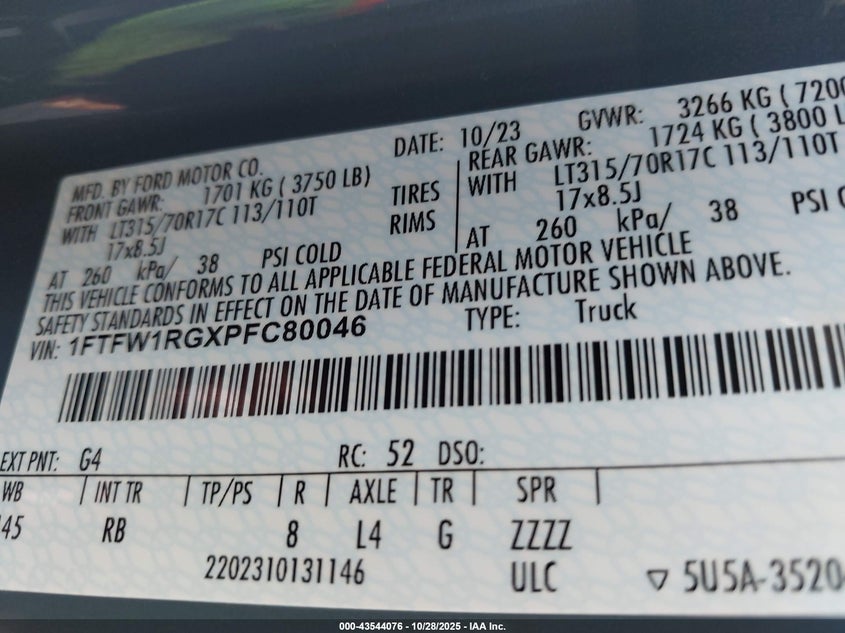 MFD. BY FORD MOTOR CO. DATE: 10/23 GVWR: 3266 KG ( 7200
FRONT GAWR: 1701 KG ( 3750 LB) REAR GAWR: 1724 KG ( 3800 L
WITH LT315/70R17C 113/110T TIRES WITH LT315/70R17C 113/110T
17x8.5J RIMS 17x8.5J
AT 260 kPa/ 38 PSI COLD AT 260 kPa/ 38 PSI C
THIS VEHICLE CONFORMS TO ALL APPLICABLE FEDERAL MOTOR VEHICLE
SAFETY STANDARDS IN EFFECT ON THE DATE OF MANUFACTURE SHOWN ABOVE.
VIN: 1FTFW1RGXPFC80046 TYPE: Truck
EXT PNT: G4 RC: 52 DSO:
WB INT TR TP/PS R AXLE TR SPR
145 RB 8 L4 G ZZZZ
2202310131146 ULC ▽ 5U5A-3520
000-43544076 • 10/28/2025 • IAA Inc.